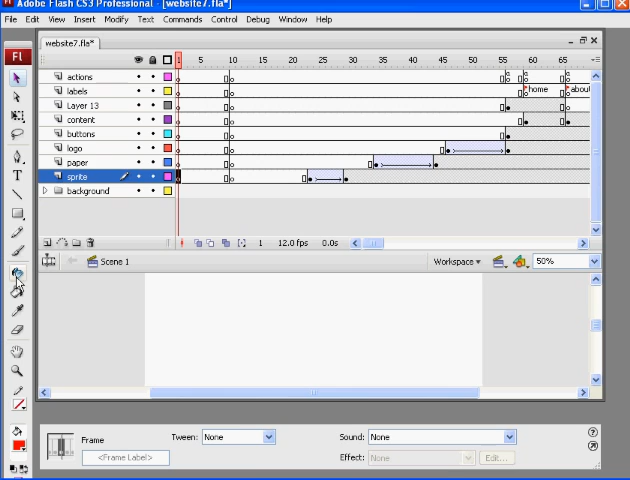 Adobe Flash CS3 Professional - [website7.fla*]
File Edit View Insert Modify Text Commands Control Debug Window Help
Fl
website7.fla*
1 5 10 15 20 25 30 35 40 45 50 55 60 65
actions
labels home abou
Layer 13
content
buttons
logo
paper
sprite
background
1 12.0 fps 0.0s
Scene 1 Workspace 50%
Frame Tween: None Sound: None
<Frame Label> Effect: None Edit...